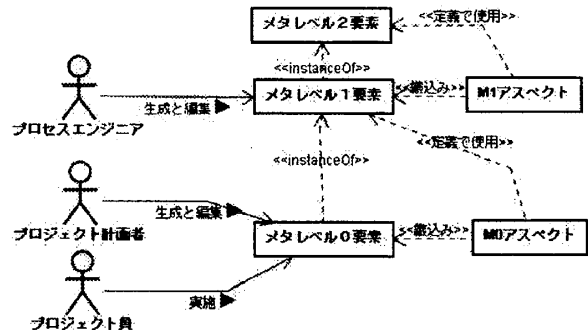 メタレベル2要素
<<定義で使用>>
<<instanceOf>>
メタレベル1要素
<<織込み>>
M1アスペクト
生成と編集
プロセスエンジニア
<<定義で使用>>
<<instanceOf>>
生成と編集
プロジェクト計画者
メタレベル0要素
<<織込み>>
M0アスペクト
実施
プロジェクト員